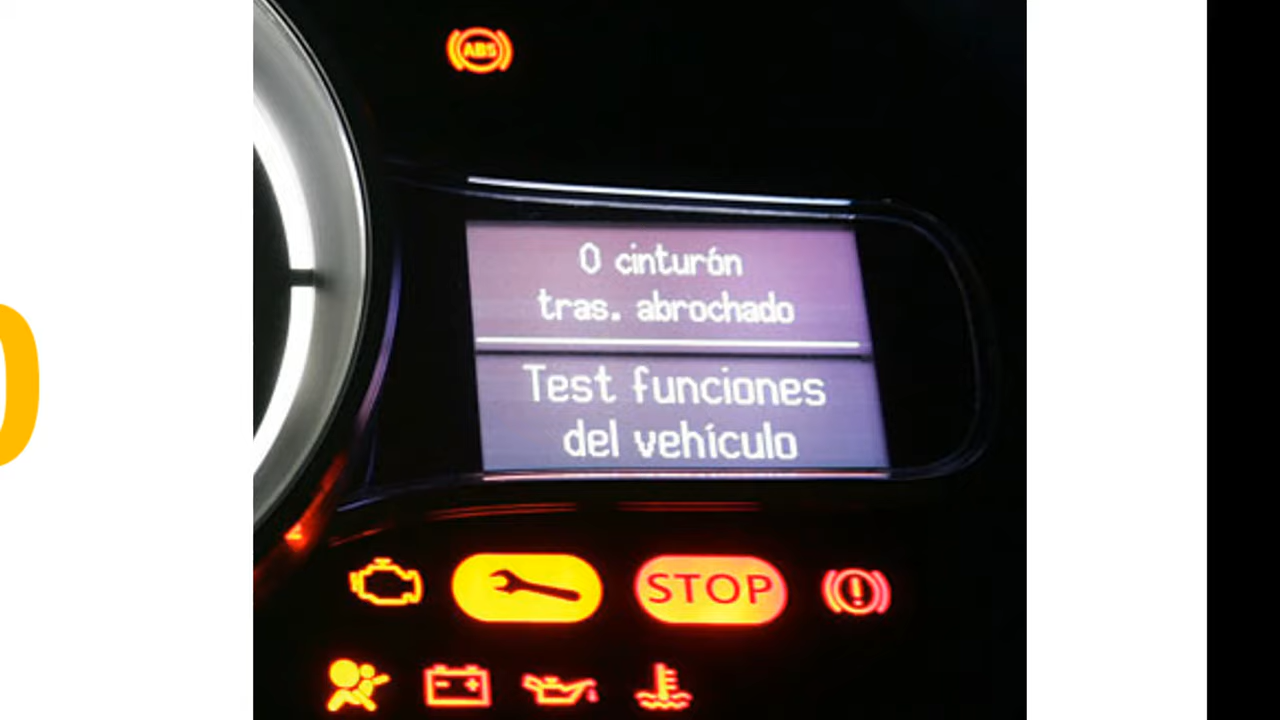 ABS
0 cinturón
tras. abrochado
Test funciones
del vehículo
STOP